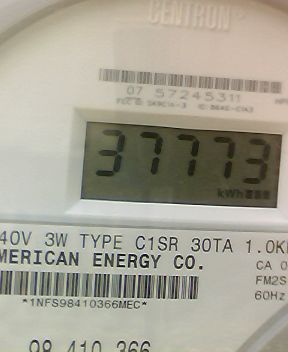 CENTRON
07 57245311
37773
kWh
40V 3W TYPE C1SR 30TA 1.0K
MERICAN ENERGY CO.
CA 0
FM2S
60Hz
*1NFS98410366MEC*
98 410 366